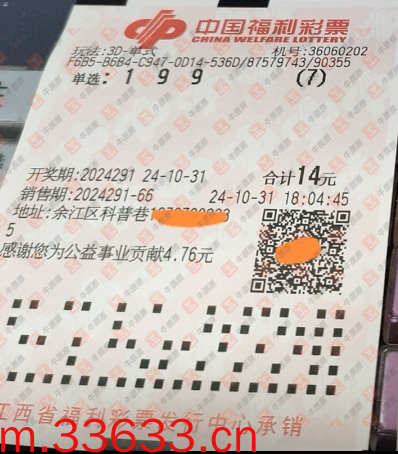 中国福利彩票
CHINA WELFARE LOTTERY
玩法:3D-单式 机号:36060202
F6B5-B6B4-C947-0D14-536D/87579743/90355
单选: 1 9 9 (7)
开奖期:2024291 24-10-31 合计14元
销售期:2024291-66 24-10-31 18:04:45
地址:余江区科普巷
5
感谢您为公益事业贡献4.76元
江西省福利彩票发行中心承销
m.33633.cn